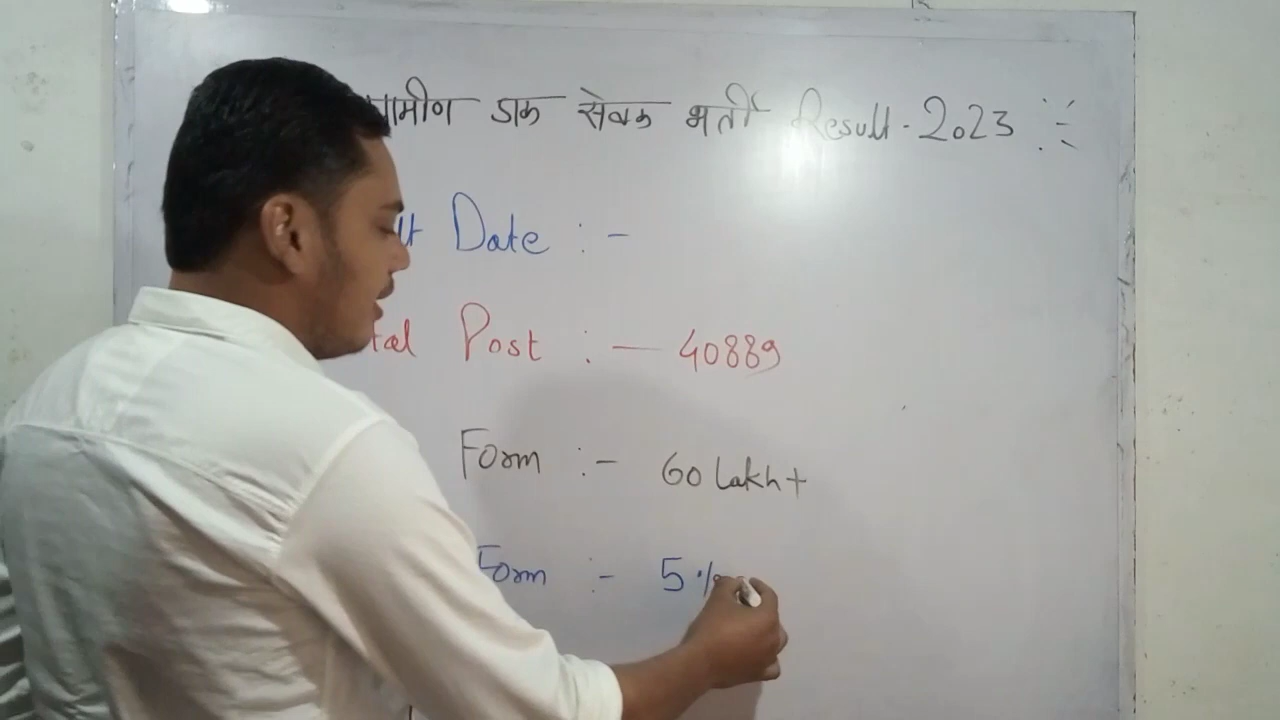 ग्रामीण डाक सेवक भर्ती Result - 2023 :-
Date : -
Post : - 40889
Form : - 60 Lakh+
Form : - 5%